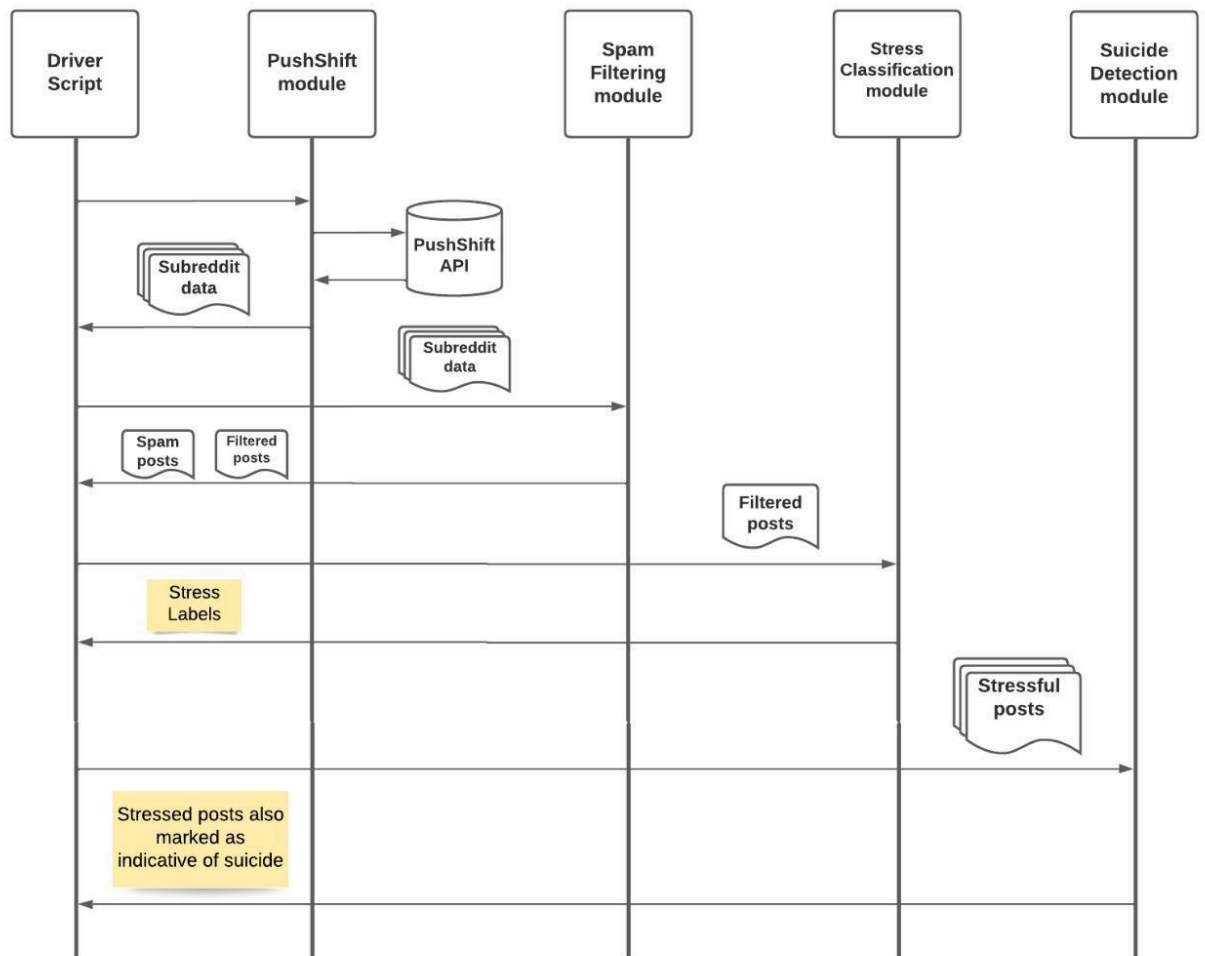 Driver
Script
PushShift
module
Spam
Filtering
module
Stress
Classification
module
Suicide
Detection
module
PushShift
API
Subreddit
data
Subreddit
data
Spam
posts
Filtered
posts
Filtered
posts
Stress
Labels
Stressful
posts
Stressed posts also
marked as
indicative of suicide